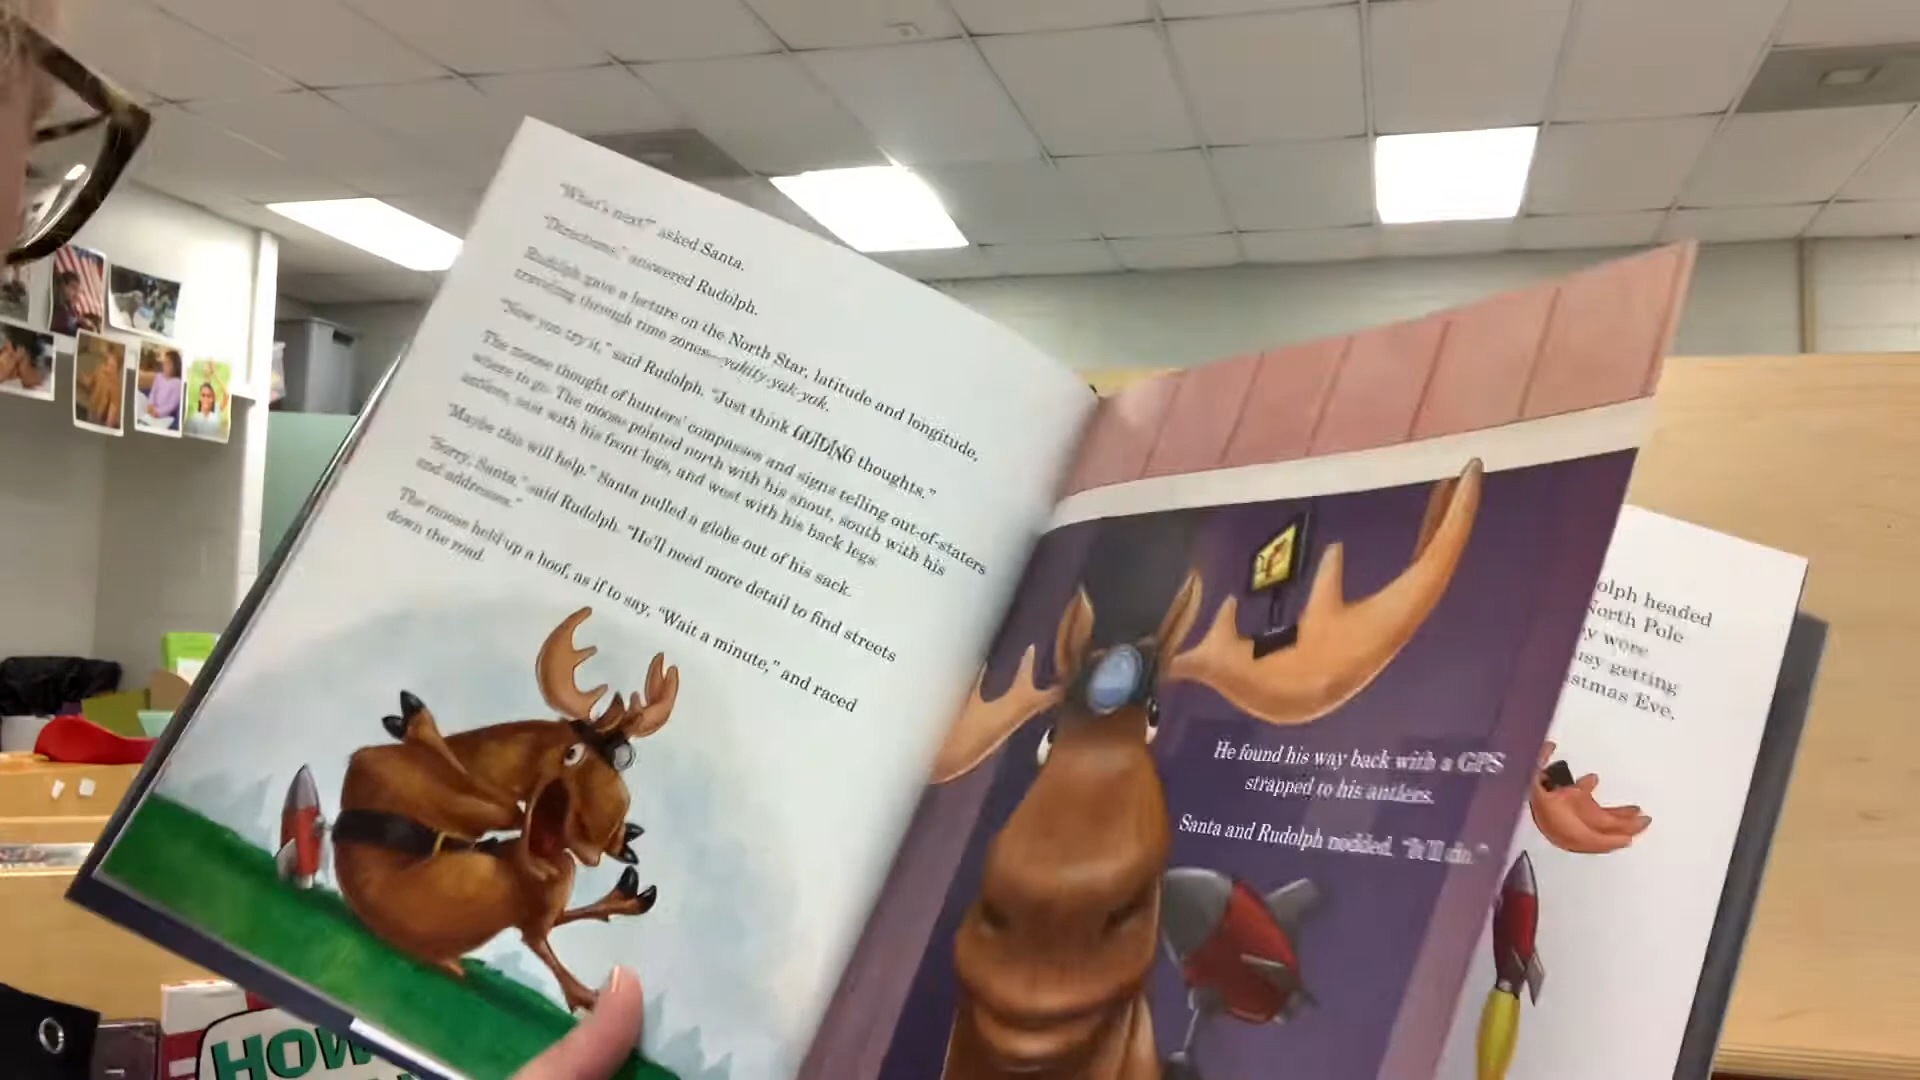 "What's next?" asked Santa.
"Directions," answered Rudolph.
Rudolph gave a lecture on the North Star, latitude and longitude,
traveling through time zones—yakity-yak-yak.
"Now you try it," said Rudolph. "Just think GUIDING thoughts."
The moose thought of hunters' compasses and signs telling out-of-staters
where to go. The moose pointed north with his snout, south with his
antlers, east with his front legs, and west with his back legs.
"Maybe this will help." Santa pulled a globe out of his sack.
"Sorry, Santa," said Rudolph. "He'll need more detail to find streets
and addresses."
The moose held up a hoof, as if to say, "Wait a minute," and raced
down the road.
He found his way back with a GPS
strapped to his antlers.
Santa and Rudolph nodded. "It'll do."
olph headed
North Pole
y wore
usy getting
stmas Eve.
HOW